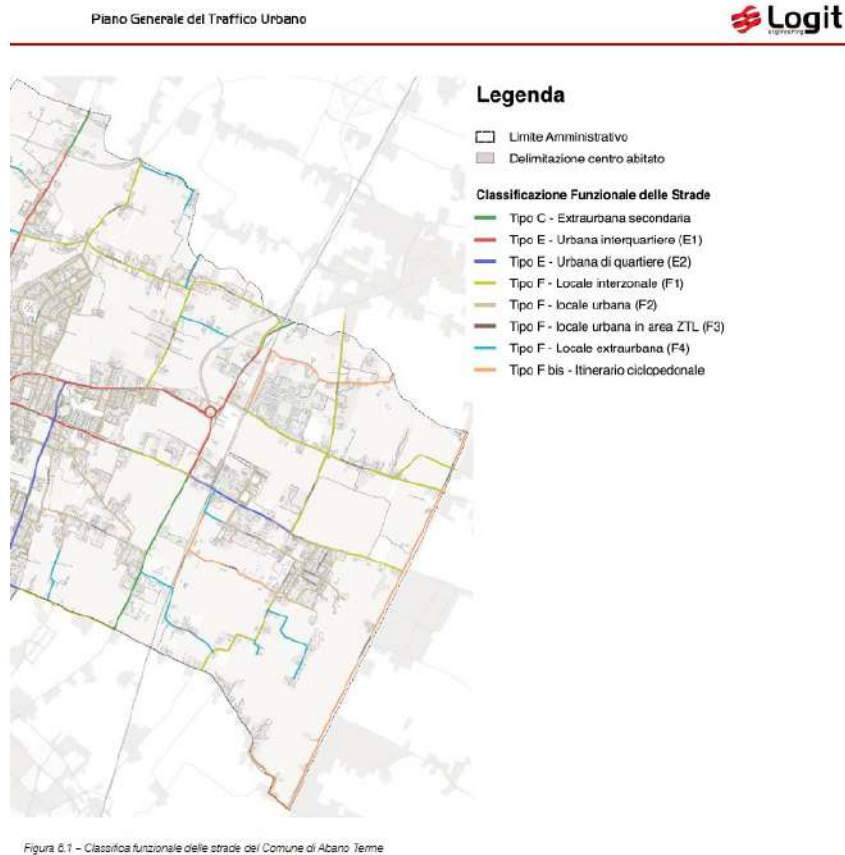 Piano Generale del Traffico Urbano
Logit
engineering
Legenda
Limite Amministrativo
Delimitazione centro abitato
Classificazione Funzionale delle Strade
Tipo C - Extraurbana secondaria
Tipo E - Urbana interquartiere (E1)
Tipo E - Urbana di quartiere (E2)
Tipo F - Locale interzonale (F1)
Tipo F - locale urbana (F2)
Tipo F - locale urbana in area ZTL (F3)
Tipo F - Locale extraurbana (F4)
Tipo F bis - Itinerario ciclopedonale
Figura 6.1 – Classifica funzionale delle strade del Comune di Abano Terme